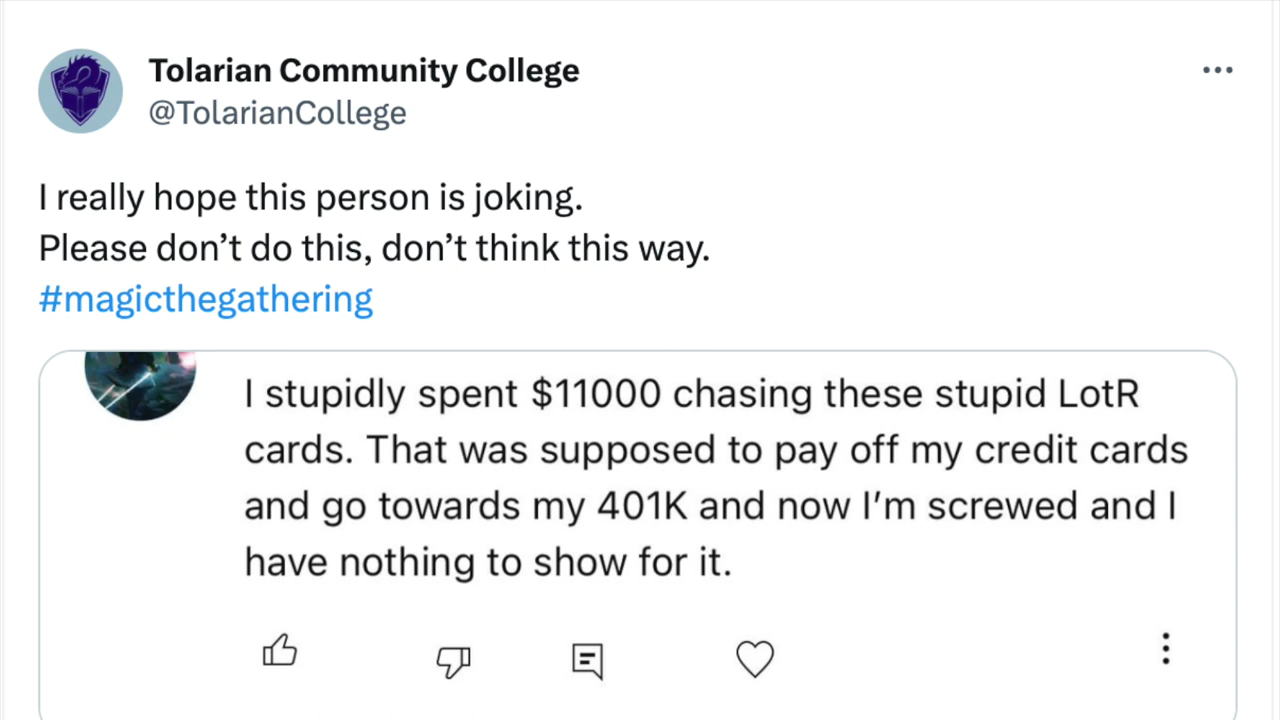 Tolarian Community College
@TolarianCollege
I really hope this person is joking.
Please don’t do this, don’t think this way.
#magicthegathering
I stupidly spent $11000 chasing these stupid LotR
cards. That was supposed to pay off my credit cards
and go towards my 401K and now I’m screwed and I
have nothing to show for it.